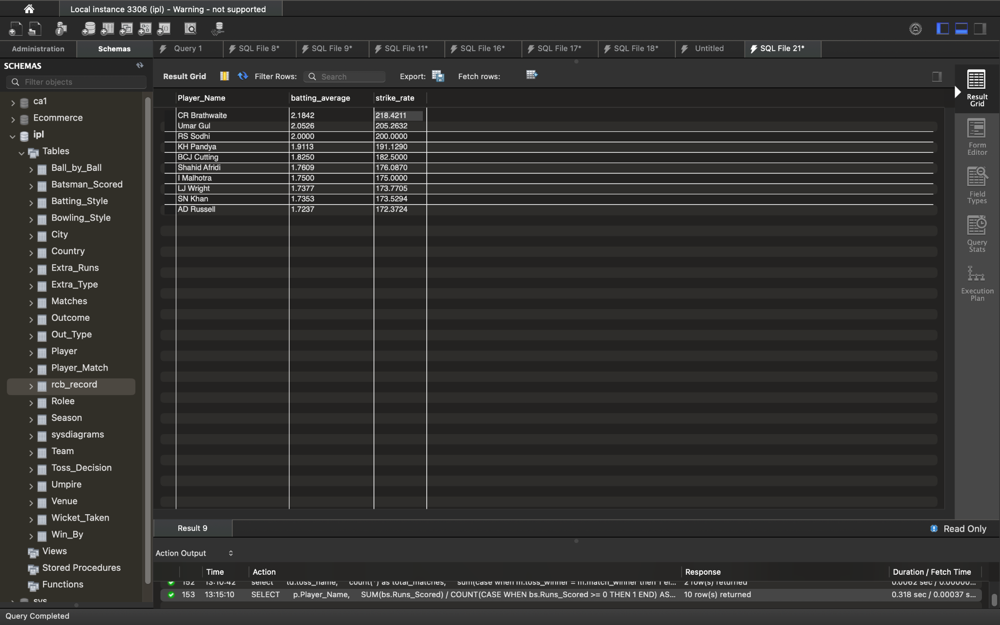 Local instance 3306 (ipl) - Warning - not supported
Administration Schemas Query 1 SQL File 8* SQL File 9* SQL File 11* SQL File 16* SQL File 17* SQL File 18* Untitled SQL File 21*
SCHEMAS
Filter objects
ca1
Ecommerce
ipl
Tables
Ball_by_Ball
Batsman_Scored
Batting_Style
Bowling_Style
City
Country
Extra_Runs
Extra_Type
Matches
Outcome
Out_Type
Player
Player_Match
rcb_record
Rolee
Season
sysdiagrams
Team
Toss_Decision
Umpire
Venue
Wicket_Taken
Win_By
Views
Stored Procedures
Functions
sys
Result Grid Filter Rows: Search Export: Fetch rows:
Player_Name batting_average strike_rate
CR Brathwaite 2.1842 218.4211
Umar Gul 2.0526 205.2632
RS Sodhi 2.0000 200.0000
KH Pandya 1.9113 191.1290
BCJ Cutting 1.8250 182.5000
Shahid Afridi 1.7609 176.0870
I Malhotra 1.7500 175.0000
LJ Wright 1.7377 173.7705
SN Khan 1.7353 173.5294
AD Russell 1.7237 172.3724
Result
Grid
Form
Editor
Field
Types
Query
Stats
Execution
Plan
Result 9 Read Only
Action Output
Time Action Response Duration / Fetch Time
152 13:10:42 select td.toss_name, count(*) as total_matches, sum(case when m.toss_winner = m.match_winner then 1 el... 2 row(s) returned 0.0062 sec / 0.00000...
153 13:15:10 SELECT p.Player_Name, SUM(bs.Runs_Scored) / COUNT(CASE WHEN bs.Runs_Scored >= 0 THEN 1 END) AS... 10 row(s) returned 0.318 sec / 0.00037 s...
Query Completed